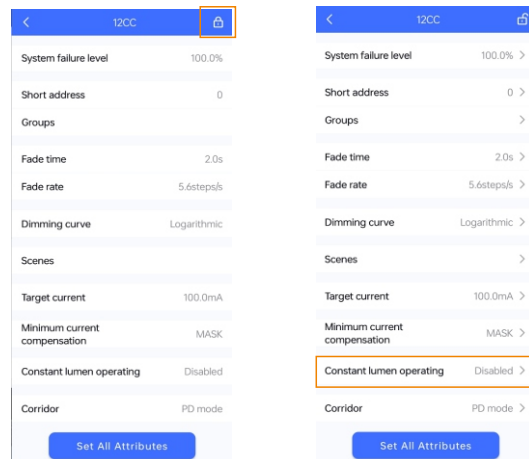 12CC
System failure level 100.0%
Short address 0
Groups
Fade time 2.0s
Fade rate 5.6steps/s
Dimming curve Logarithmic
Scenes
Target current 100.0mA
Minimum current
compensation MASK
Constant lumen operating Disabled
Corridor PD mode
Set All Attributes
12CC
System failure level 100.0% >
Short address 0 >
Groups >
Fade time 2.0s >
Fade rate 5.6steps/s >
Dimming curve Logarithmic >
Scenes >
Target current 100.0mA >
Minimum current
compensation MASK >
Constant lumen operating Disabled >
Corridor PD mode >
Set All Attributes